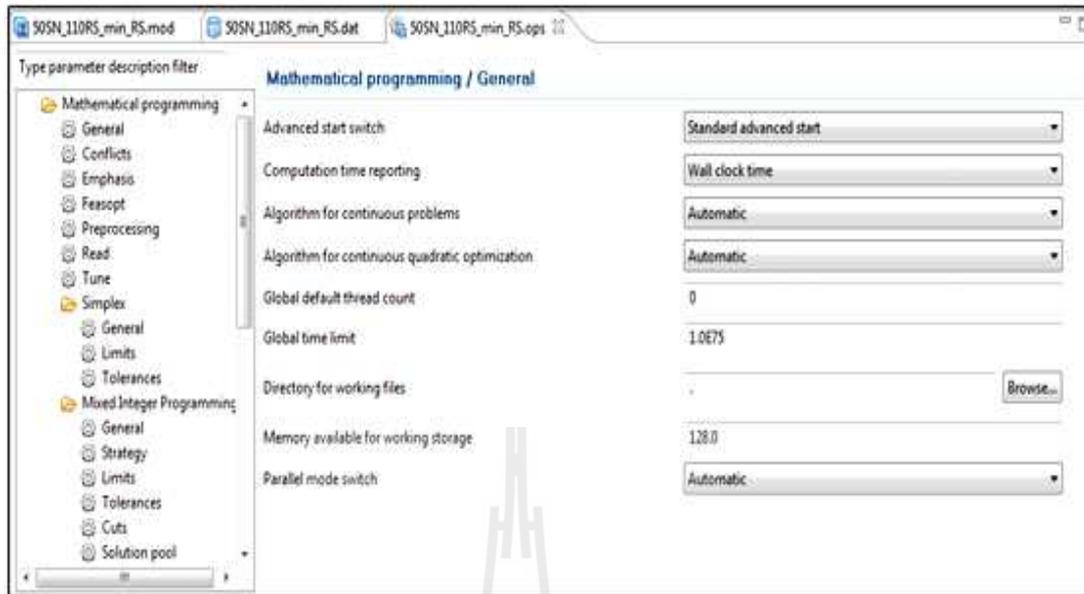 50SN_110RS_min_RS.mod 50SN_110RS_min_RS.dat 50SN_110RS_min_RS.ops
Type parameter description filter
Mathematical programming
General
Conflicts
Emphasis
Feasopt
Preprocessing
Read
Tune
Simplex
General
Limits
Tolerances
Mixed Integer Programming
General
Strategy
Limits
Tolerances
Cuts
Solution pool
Mathematical programming / General
Advanced start switch Standard advanced start
Computation time reporting Wall clock time
Algorithm for continuous problems Automatic
Algorithm for continuous quadratic optimization Automatic
Global default thread count 0
Global time limit 1.0E75
Directory for working files . Browse...
Memory available for working storage 128.0
Parallel mode switch Automatic